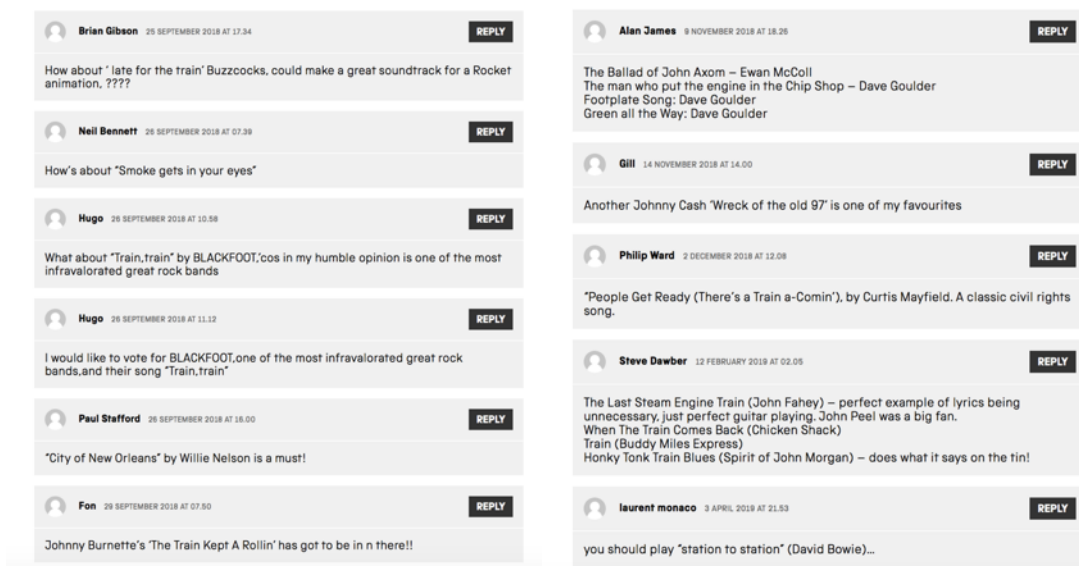 Brian Gibson 25 SEPTEMBER 2018 AT 17.34 REPLY
How about ‘ late for the train’ Buzzcocks, could make a great soundtrack for a Rocket
animation, ????
Neil Bennett 26 SEPTEMBER 2018 AT 07.39 REPLY
How’s about “Smoke gets in your eyes”
Hugo 26 SEPTEMBER 2018 AT 10.58 REPLY
What about “Train,train” by BLACKFOOT,’cos in my humble opinion is one of the most
infravalorated great rock bands
Hugo 26 SEPTEMBER 2018 AT 11.12 REPLY
I would like to vote for BLACKFOOT,one of the most infravalorated great rock
bands,and their song “Train,train”
Paul Stafford 26 SEPTEMBER 2018 AT 16.00 REPLY
“City of New Orleans” by Willie Nelson is a must!
Fon 29 SEPTEMBER 2018 AT 07.50 REPLY
Johnny Burnette’s ‘The Train Kept A Rollin’ has got to be in n there!!
Alan James 9 NOVEMBER 2018 AT 18.26 REPLY
The Ballad of John Axom – Ewan McColl
The man who put the engine in the Chip Shop – Dave Goulder
Footplate Song: Dave Goulder
Green all the Way: Dave Goulder
Gill 14 NOVEMBER 2018 AT 14.00 REPLY
Another Johnny Cash ‘Wreck of the old 97’ is one of my favourites
Philip Ward 2 DECEMBER 2018 AT 12.08 REPLY
“People Get Ready (There’s a Train a-Comin’), by Curtis Mayfield. A classic civil rights
song.
Steve Dawber 12 FEBRUARY 2019 AT 02.05 REPLY
The Last Steam Engine Train (John Fahey) – perfect example of lyrics being
unnecessary, just perfect guitar playing. John Peel was a big fan.
When The Train Comes Back (Chicken Shack)
Train (Buddy Miles Express)
Honky Tonk Train Blues (Spirit of John Morgan) – does what it says on the tin!
laurent monaco 3 APRIL 2019 AT 21.53 REPLY
you should play “station to station” (David Bowie)…